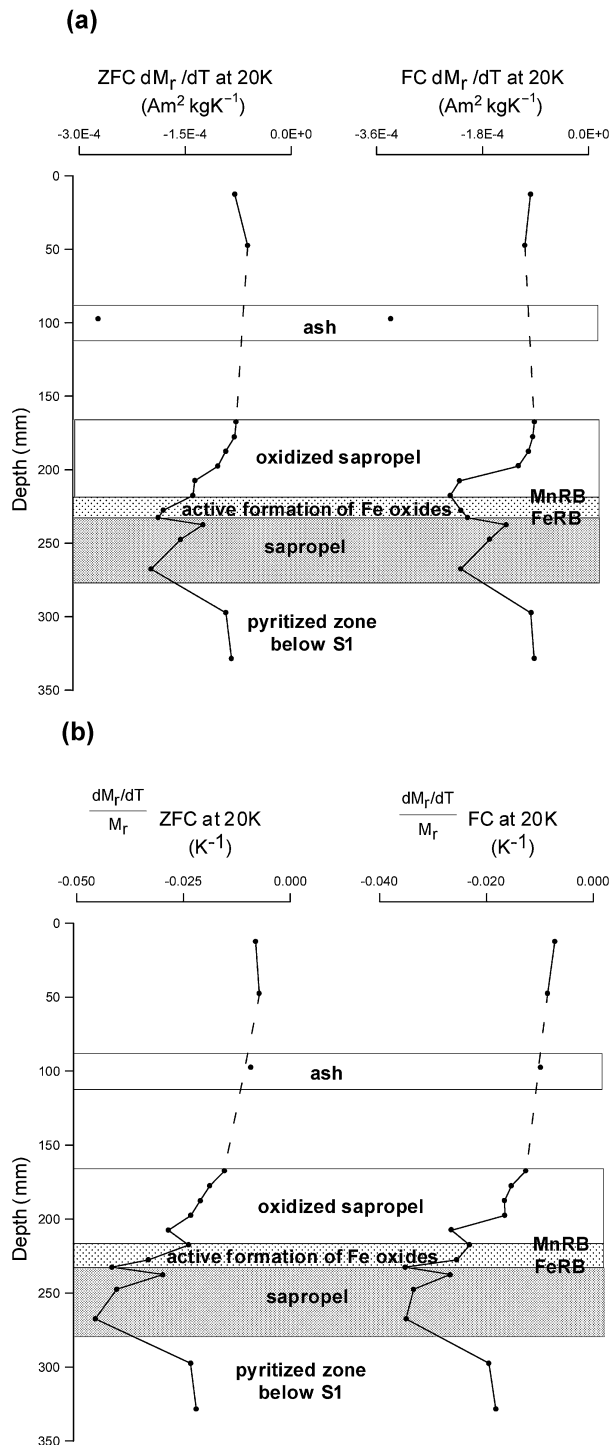 (a)
ZFC dMr /dT at 20K
(Am² kgK⁻¹)
FC dMr /dT at 20K
(Am² kgK⁻¹)
-3.0E-4 -1.5E-4 0.0E+0
-3.6E-4 -1.8E-4 0.0E+0
0
50
100
150
200
250
300
350
Depth (mm)
ash
oxidized sapropel
MnRB
active formation of Fe oxides
FeRB
sapropel
pyritized zone
below S1
(b)
dMr/dT
Mr
ZFC at 20K
(K⁻¹)
dMr/dT
Mr
FC at 20K
(K⁻¹)
-0.050 -0.025 0.000
-0.040 -0.020 0.000
0
50
100
150
200
250
300
350
Depth (mm)
ash
oxidized sapropel
MnRB
active formation of Fe oxides
FeRB
sapropel
pyritized zone
below S1